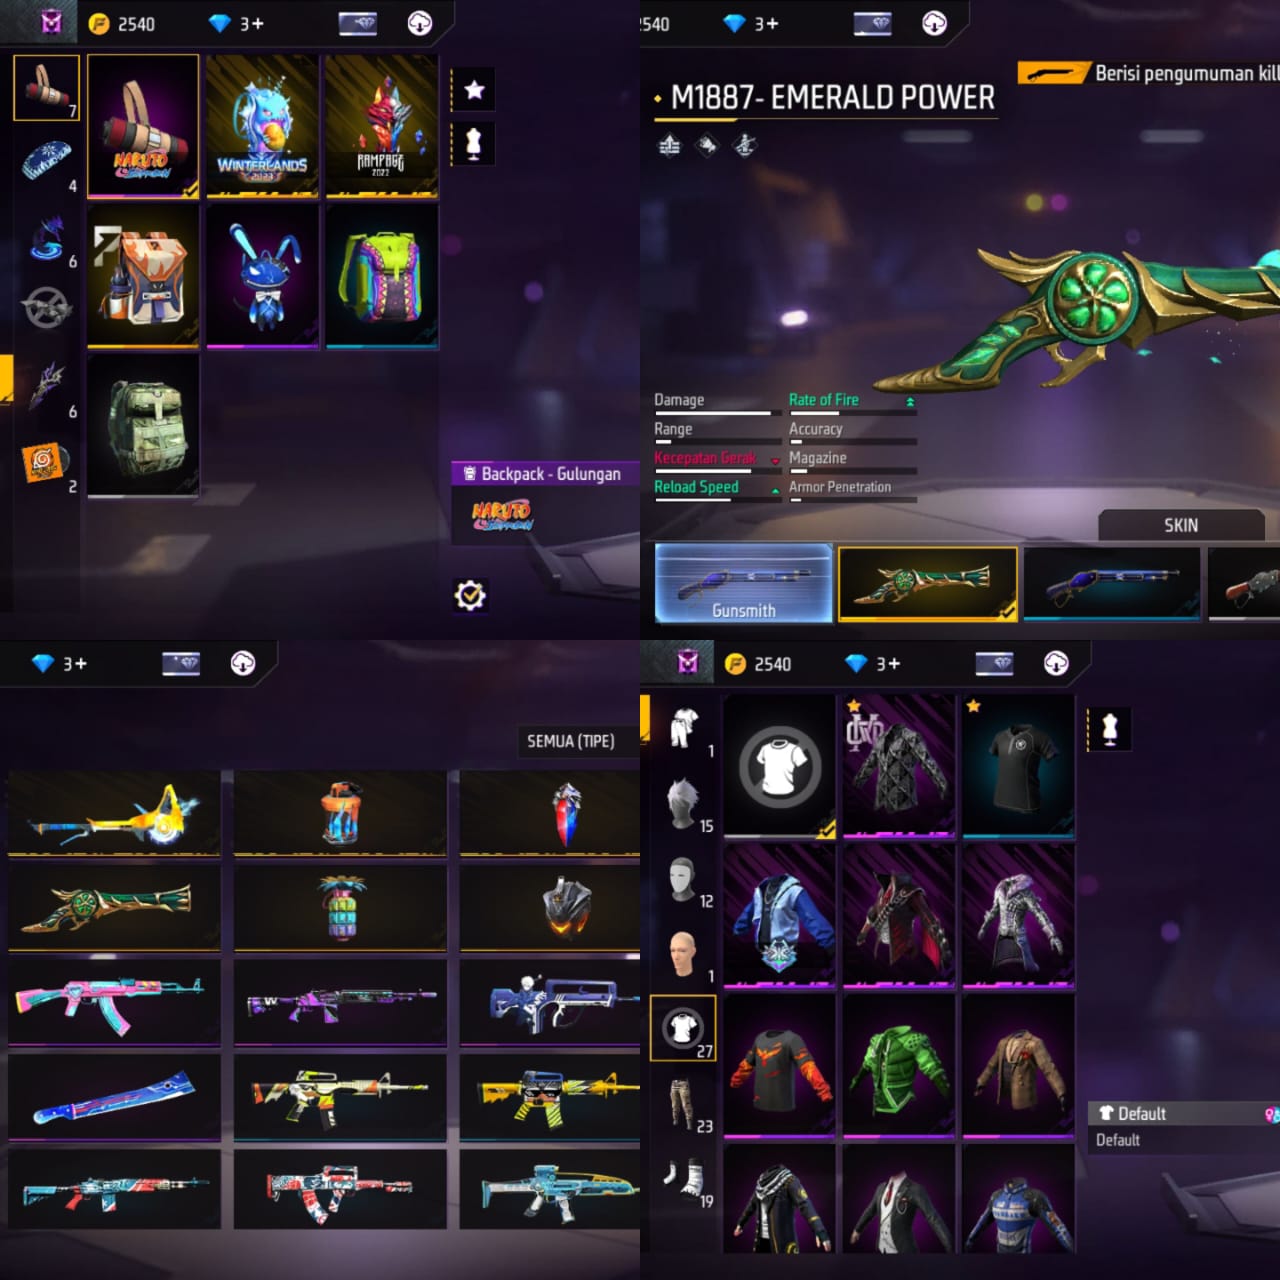 2540
3+
7
4
6
6
2
NARUTO
WINTERLANDS
2023
RAMPAGE
2022
Backpack - Gulungan
NARUTO
2540
3+
M1887- EMERALD POWER
Berisi pengumuman kill
Damage
Rate of Fire
Range
Accuracy
Kecepatan Gerak
Magazine
Reload Speed
Armor Penetration
SKIN
Gunsmith
3+
SEMUA (TIPE)
2540
3+
1
15
12
1
27
23
19
Default
Default